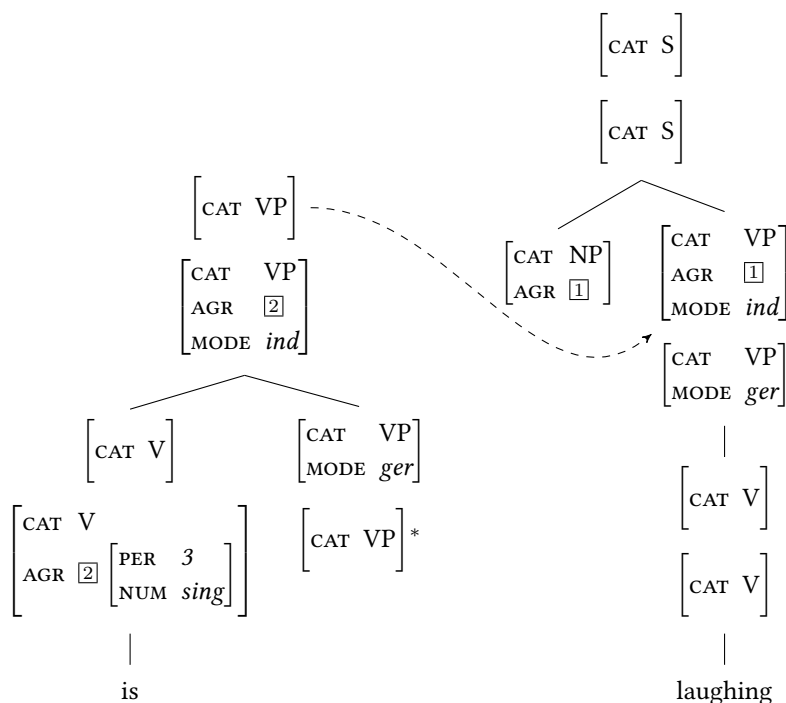 [CAT S]
[CAT S]
[CAT VP]
[CAT VP
AGR 2
MODE ind]
[CAT V]
[CAT VP
MODE ger]
[CAT V
AGR 2 [PER 3
NUM sing]]
[CAT VP]*
is
[CAT NP
AGR 1]
[CAT VP
AGR 1
MODE ind]
[CAT VP
MODE ger]
[CAT V]
[CAT V]
laughing